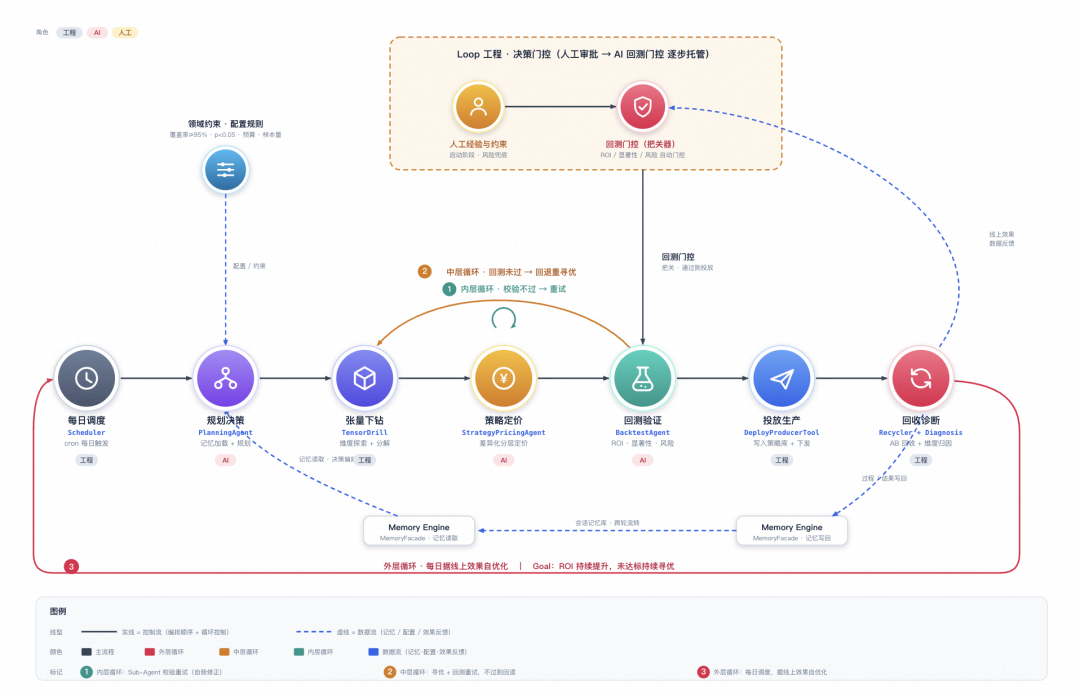 角色 工程 AI 人工
Loop 工程 · 决策门控（人工审批 → AI 回测门控 逐步托管）
人工经验与约束
启动阶段 · 风险兜底
回测门控（把关器）
ROI / 显著性 / 风险 自动门控
领域约束 · 配置规则
覆盖率≥95% · p<0.05 · 预算 · 样本量
配置 / 约束
线上效果
数据反馈
回测门控
把关 · 通过则投放
2 中层循环 · 回测未过 → 回退重寻优
1 内层循环 · 校验不过 → 重试
¥
每日调度
Scheduler
cron 每日触发
工程
规划决策
PlanningAgent
记忆加载 + 规划
AI
张量下钻
TensorDrill
维度探索 + 分解
工程
策略定价
StrategyPricingAgent
差异化分层定价
AI
回测验证
BacktestAgent
ROI · 显著性 · 风险
AI
投放生产
DeployProducerTool
写入策略库 + 下发
工程
回收诊断
Recycler + Diagnosis
AB 回收 + 维度归因
工程
记忆读取 · 决策编
过程 / 结果写回
Memory Engine
MemoryFacade · 记忆读取
会话记忆库 · 跨轮流转
Memory Engine
MemoryFacade · 记忆写回
3 外层循环 · 每日据线上效果自优化 | Goal：ROI 持续提升，未达标持续寻优
图例
线型 实线 = 控制流（编排顺序 + 循环控制） 虚线 = 数据流（记忆 / 配置 / 效果反馈）
颜色 主流程 外层循环 中层循环 内层循环 数据流（记忆·配置·效果反馈）
标记 1 内层循环：Sub-Agent 校验重试（自我修正） 2 中层循环：寻优 + 回测重试，不过则回退 3 外层循环：每日调度，据线上效果自优化